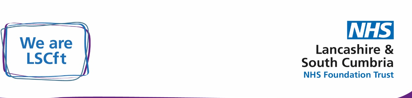 We are
LSCft
NHS
Lancashire &
South Cumbria
NHS Foundation Trust